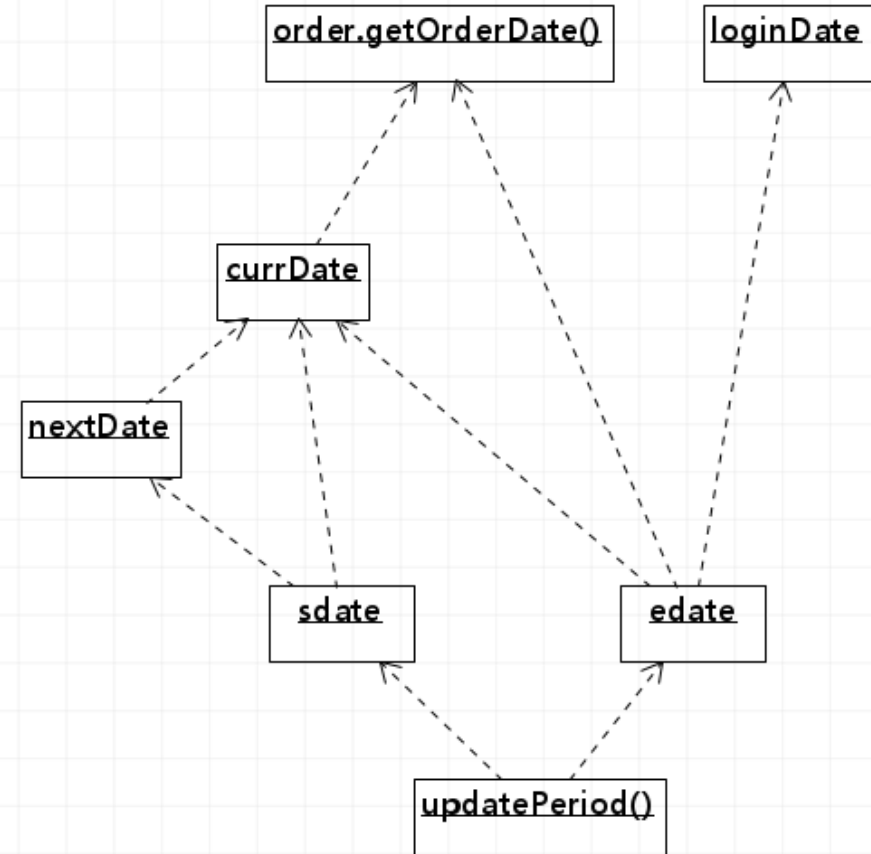 order.getOrderDate()
loginDate
currDate
nextDate
sdate
edate
updatePeriod()